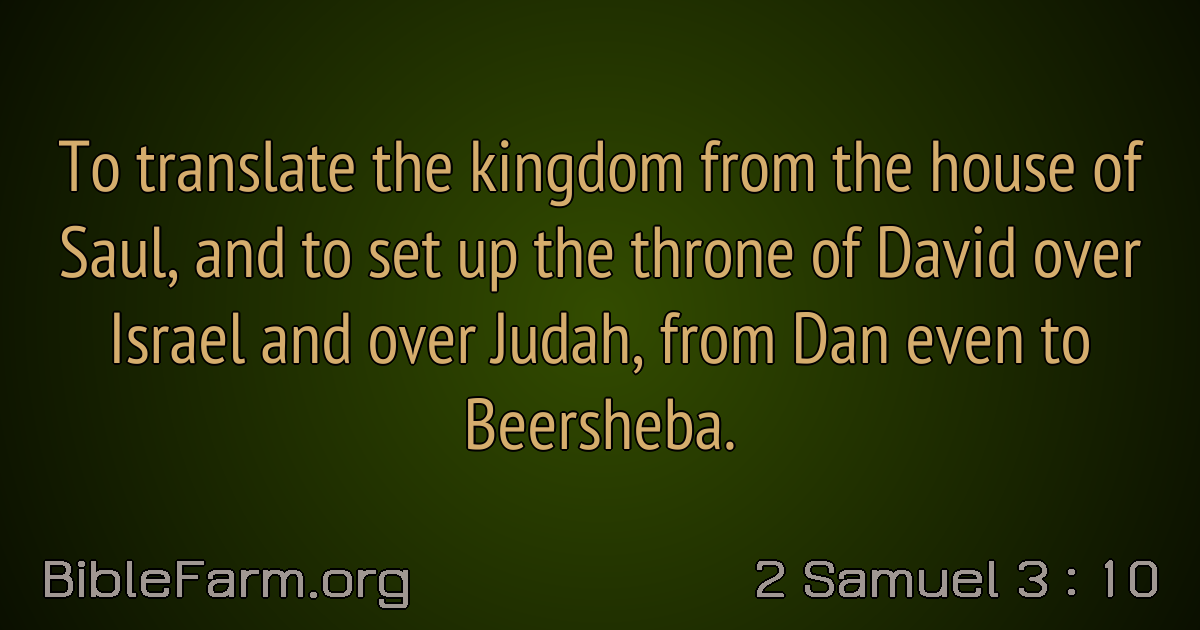 To translate the kingdom from the house of
Saul, and to set up the throne of David over
Israel and over Judah, from Dan even to
Beersheba.
BibleFarm.org
2 Samuel 3 : 10